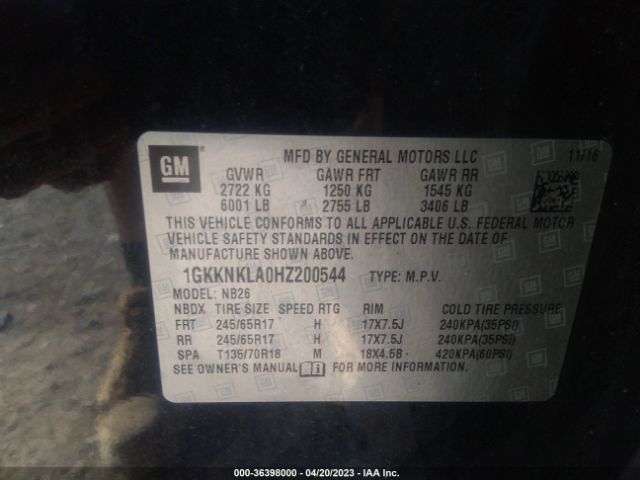 GM
MFD BY GENERAL MOTORS LLC 11/16
GVWR GAWR FRT GAWR RR
2722 KG 1250 KG 1545 KG
6001 LB 2755 LB 3406 LB
THIS VEHICLE CONFORMS TO ALL APPLICABLE U.S. FEDERAL MOTOR
VEHICLE SAFETY STANDARDS IN EFFECT ON THE DATE OF
MANUFACTURE SHOWN ABOVE.
1GKKNKLA0HZ200544 TYPE: M.P.V.
MODEL: NB26
NBDX TIRE SIZE SPEED RTG RIM COLD TIRE PRESSURE
FRT 245/65R17 H 17X7.5J 240KPA(35PSI)
RR 245/65R17 H 17X7.5J 240KPA(35PSI)
SPA T135/70R18 M 18X4.5B 420KPA(60PSI)
SEE OWNER'S MANUAL FOR MORE INFORMATION.
000-36398000 - 04/20/2023 - IAA Inc.